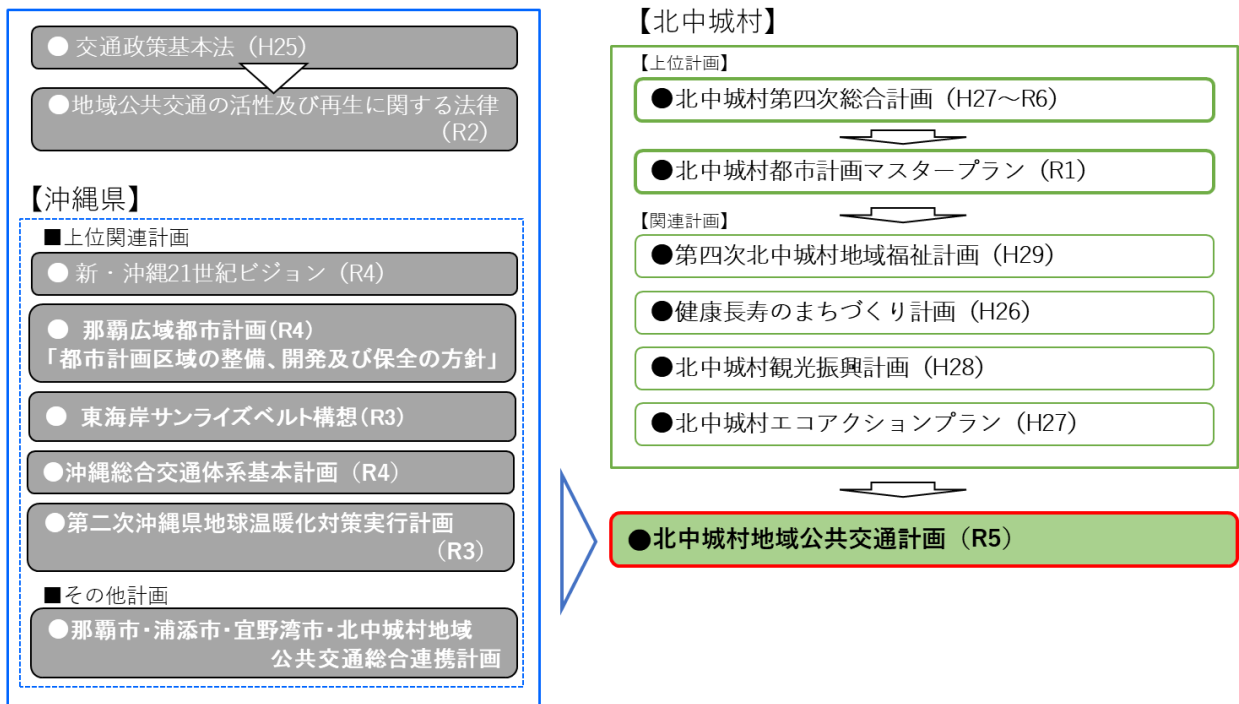 ● 交通政策基本法（H25）
●地域公共交通の活性及び再生に関する法律
（R2）
【沖縄県】
■上位関連計画
● 新・沖縄21世紀ビジョン（R4）
● 那覇広域都市計画(R4)
「都市計画区域の整備、開発及び保全の方針」
● 東海岸サンライズベルト構想(R3)
●沖縄総合交通体系基本計画（R4）
●第二次沖縄県地球温暖化対策実行計画
（R3）
■その他計画
●那覇市・浦添市・宜野湾市・北中城村地域
公共交通総合連携計画
【北中城村】
【上位計画】
●北中城村第四次総合計画（H27～R6）
●北中城村都市計画マスタープラン（R1）
【関連計画】
●第四次北中城村地域福祉計画（H29）
●健康長寿のまちづくり計画（H26）
●北中城村観光振興計画（H28）
●北中城村エコアクションプラン（H27）
●北中城村地域公共交通計画（R5）